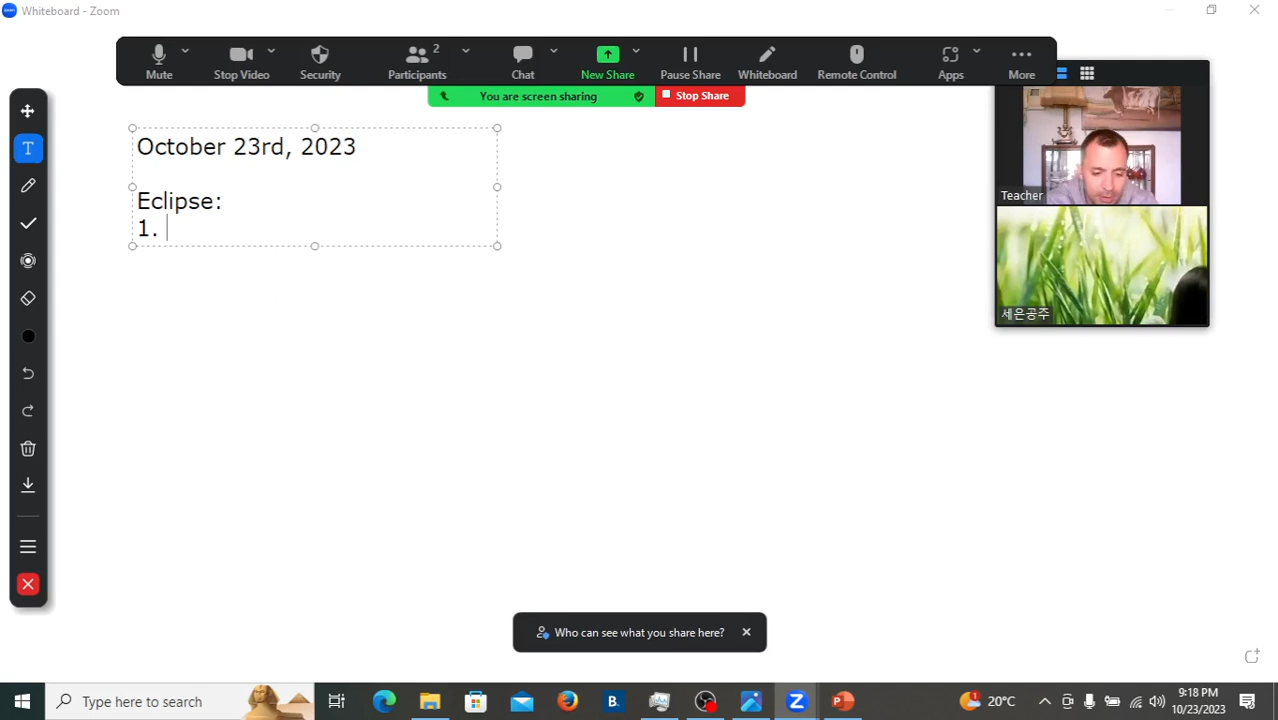 Whiteboard - Zoom
Mute
Stop Video
Security
2
Participants
Chat
New Share
Pause Share
Whiteboard
Remote Control
Apps
More
You are screen sharing
Stop Share
October 23rd, 2023
Eclipse:
1.
Teacher
세은공주
Who can see what you share here?
Type here to search
B.
1
20°C
9:18 PM
10/23/2023